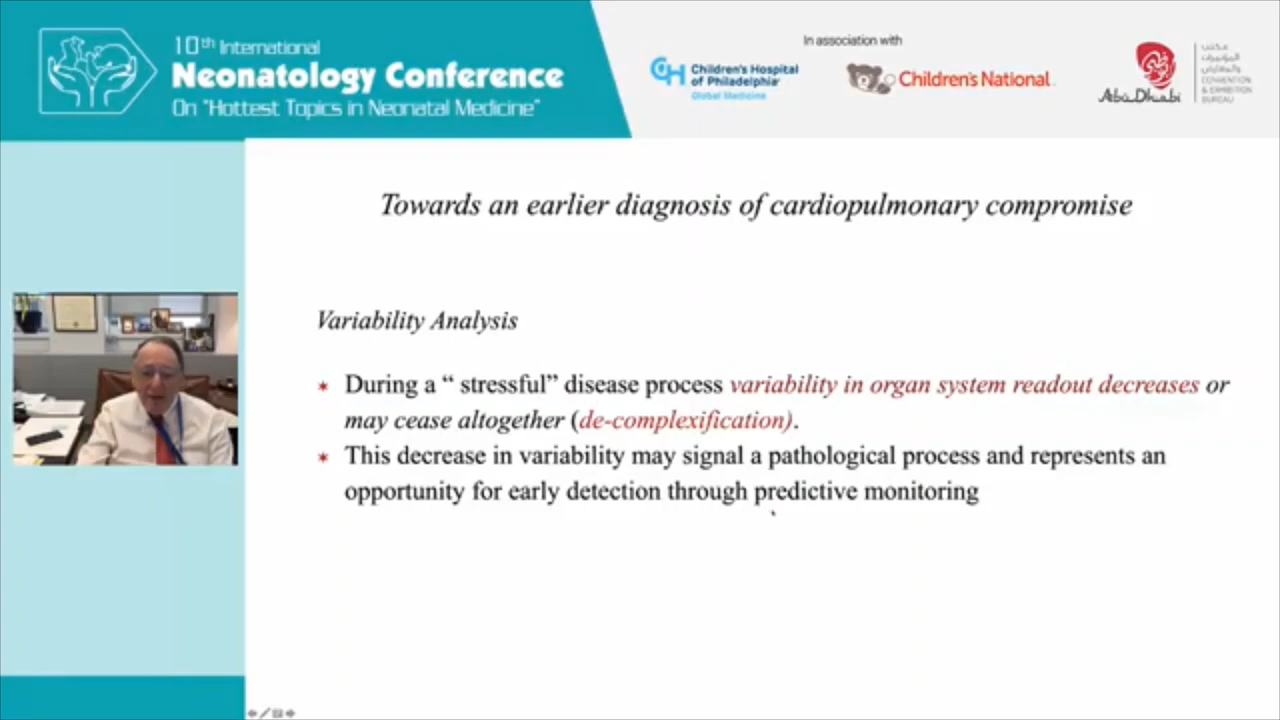 10th International
Neonatology Conference
On "Hottest Topics in Neonatal Medicine"
In association with
Children's Hospital
of Philadelphia
Global Medicine
Children's National
Abu Dhabi
مكتب
المؤتمرات
والمعارض
CONVENTION
& EXHIBITION
BUREAU
Towards an earlier diagnosis of cardiopulmonary compromise
Variability Analysis
* During a “ stressful” disease process variability in organ system readout decreases or
may cease altogether (de-complexification).
* This decrease in variability may signal a pathological process and represents an
opportunity for early detection through predictive monitoring